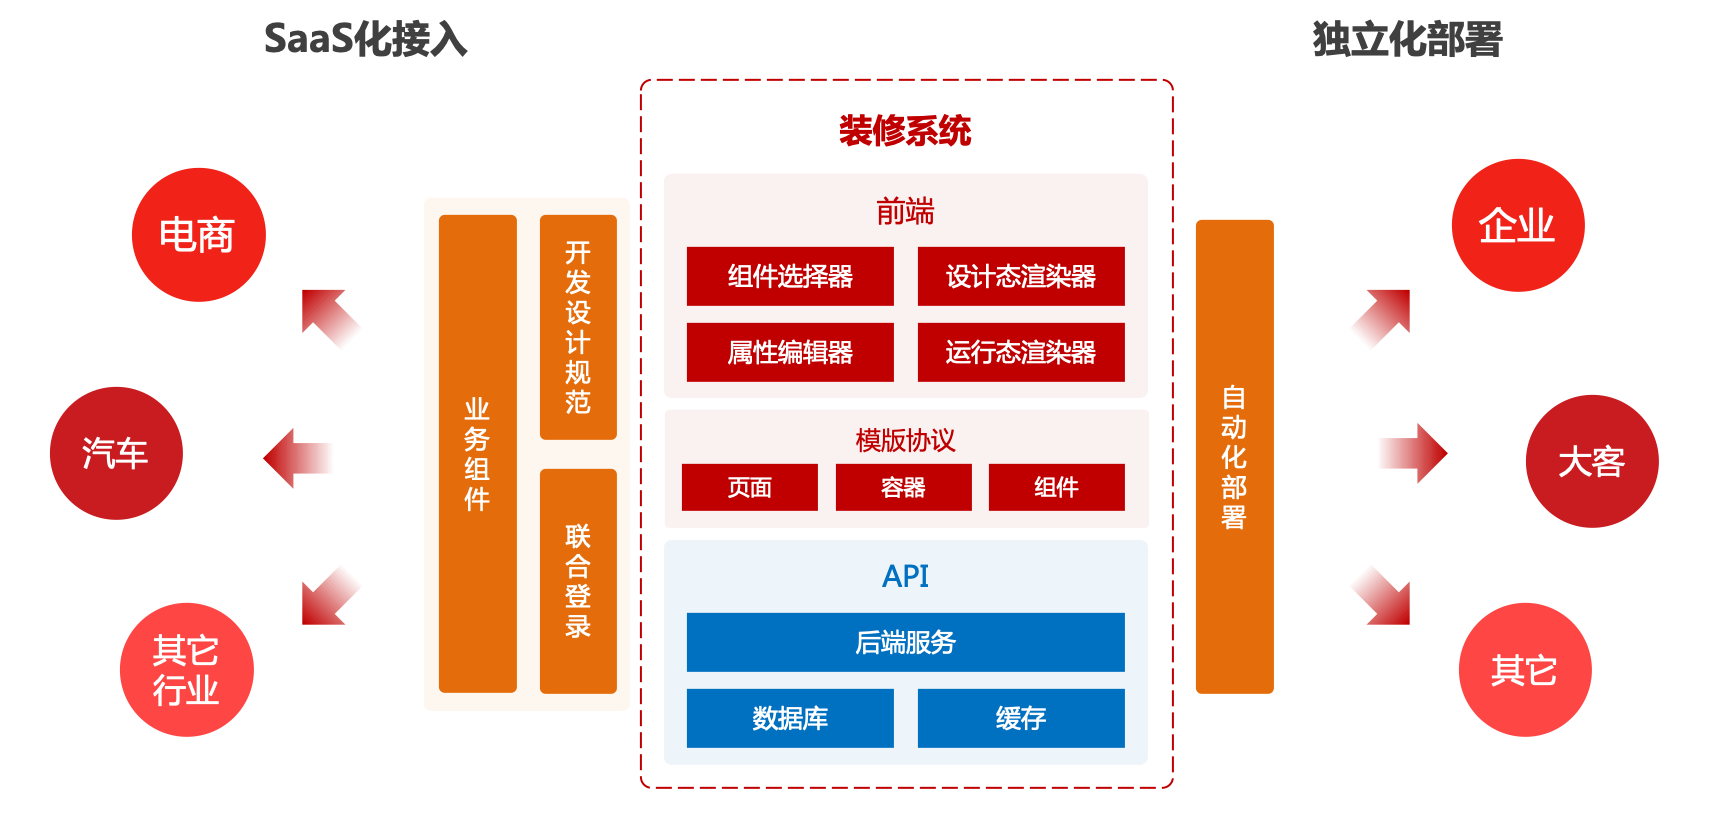 SaaS化接入
独立化部署
电商
汽车
其它
行业
业务组件
开发设计规范
联合登录
装修系统
前端
组件选择器
设计态渲染器
属性编辑器
运行态渲染器
模版协议
页面
容器
组件
API
后端服务
数据库
缓存
自动化部署
企业
大客
其它